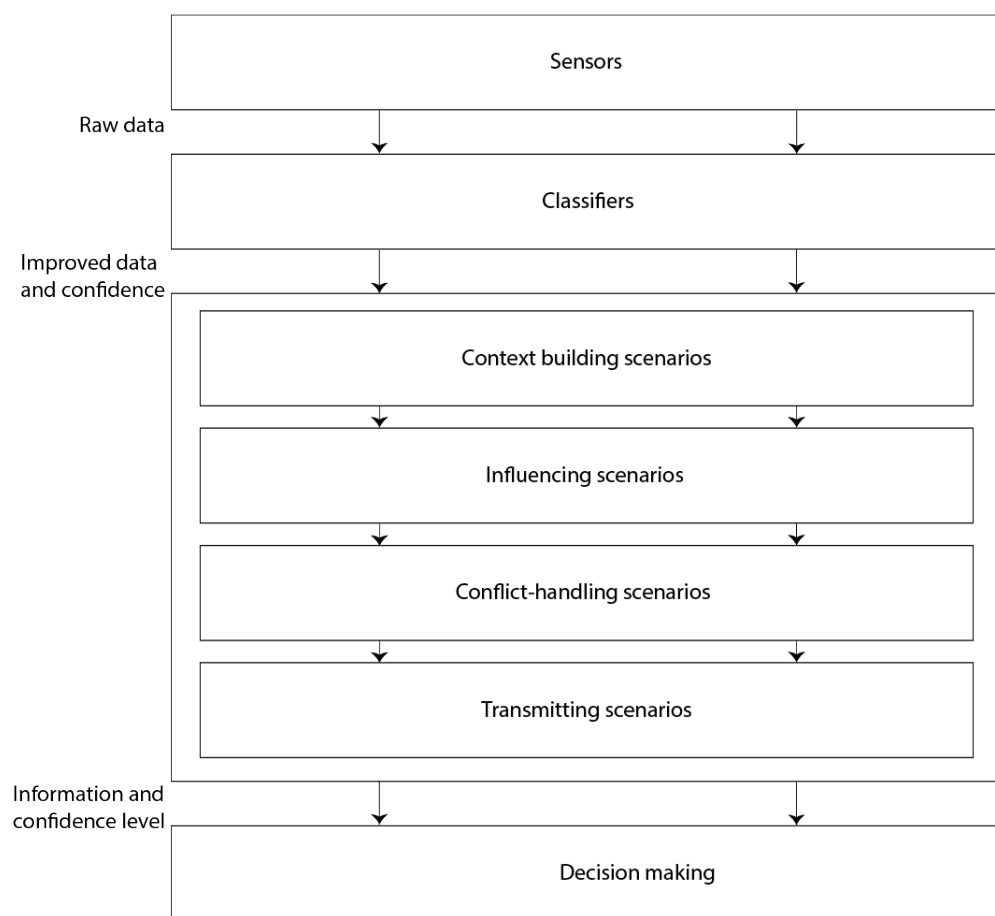 Sensors
Raw data
Classifiers
Improved data
and confidence
Context building scenarios
Influencing scenarios
Conflict-handling scenarios
Transmitting scenarios
Information and
confidence level
Decision making